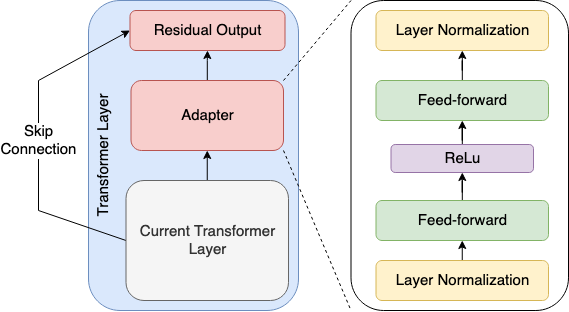 Residual Output
Adapter
Transformer Layer
Skip
Connection
Current Transformer
Layer
Layer Normalization
Feed-forward
ReLu
Feed-forward
Layer Normalization